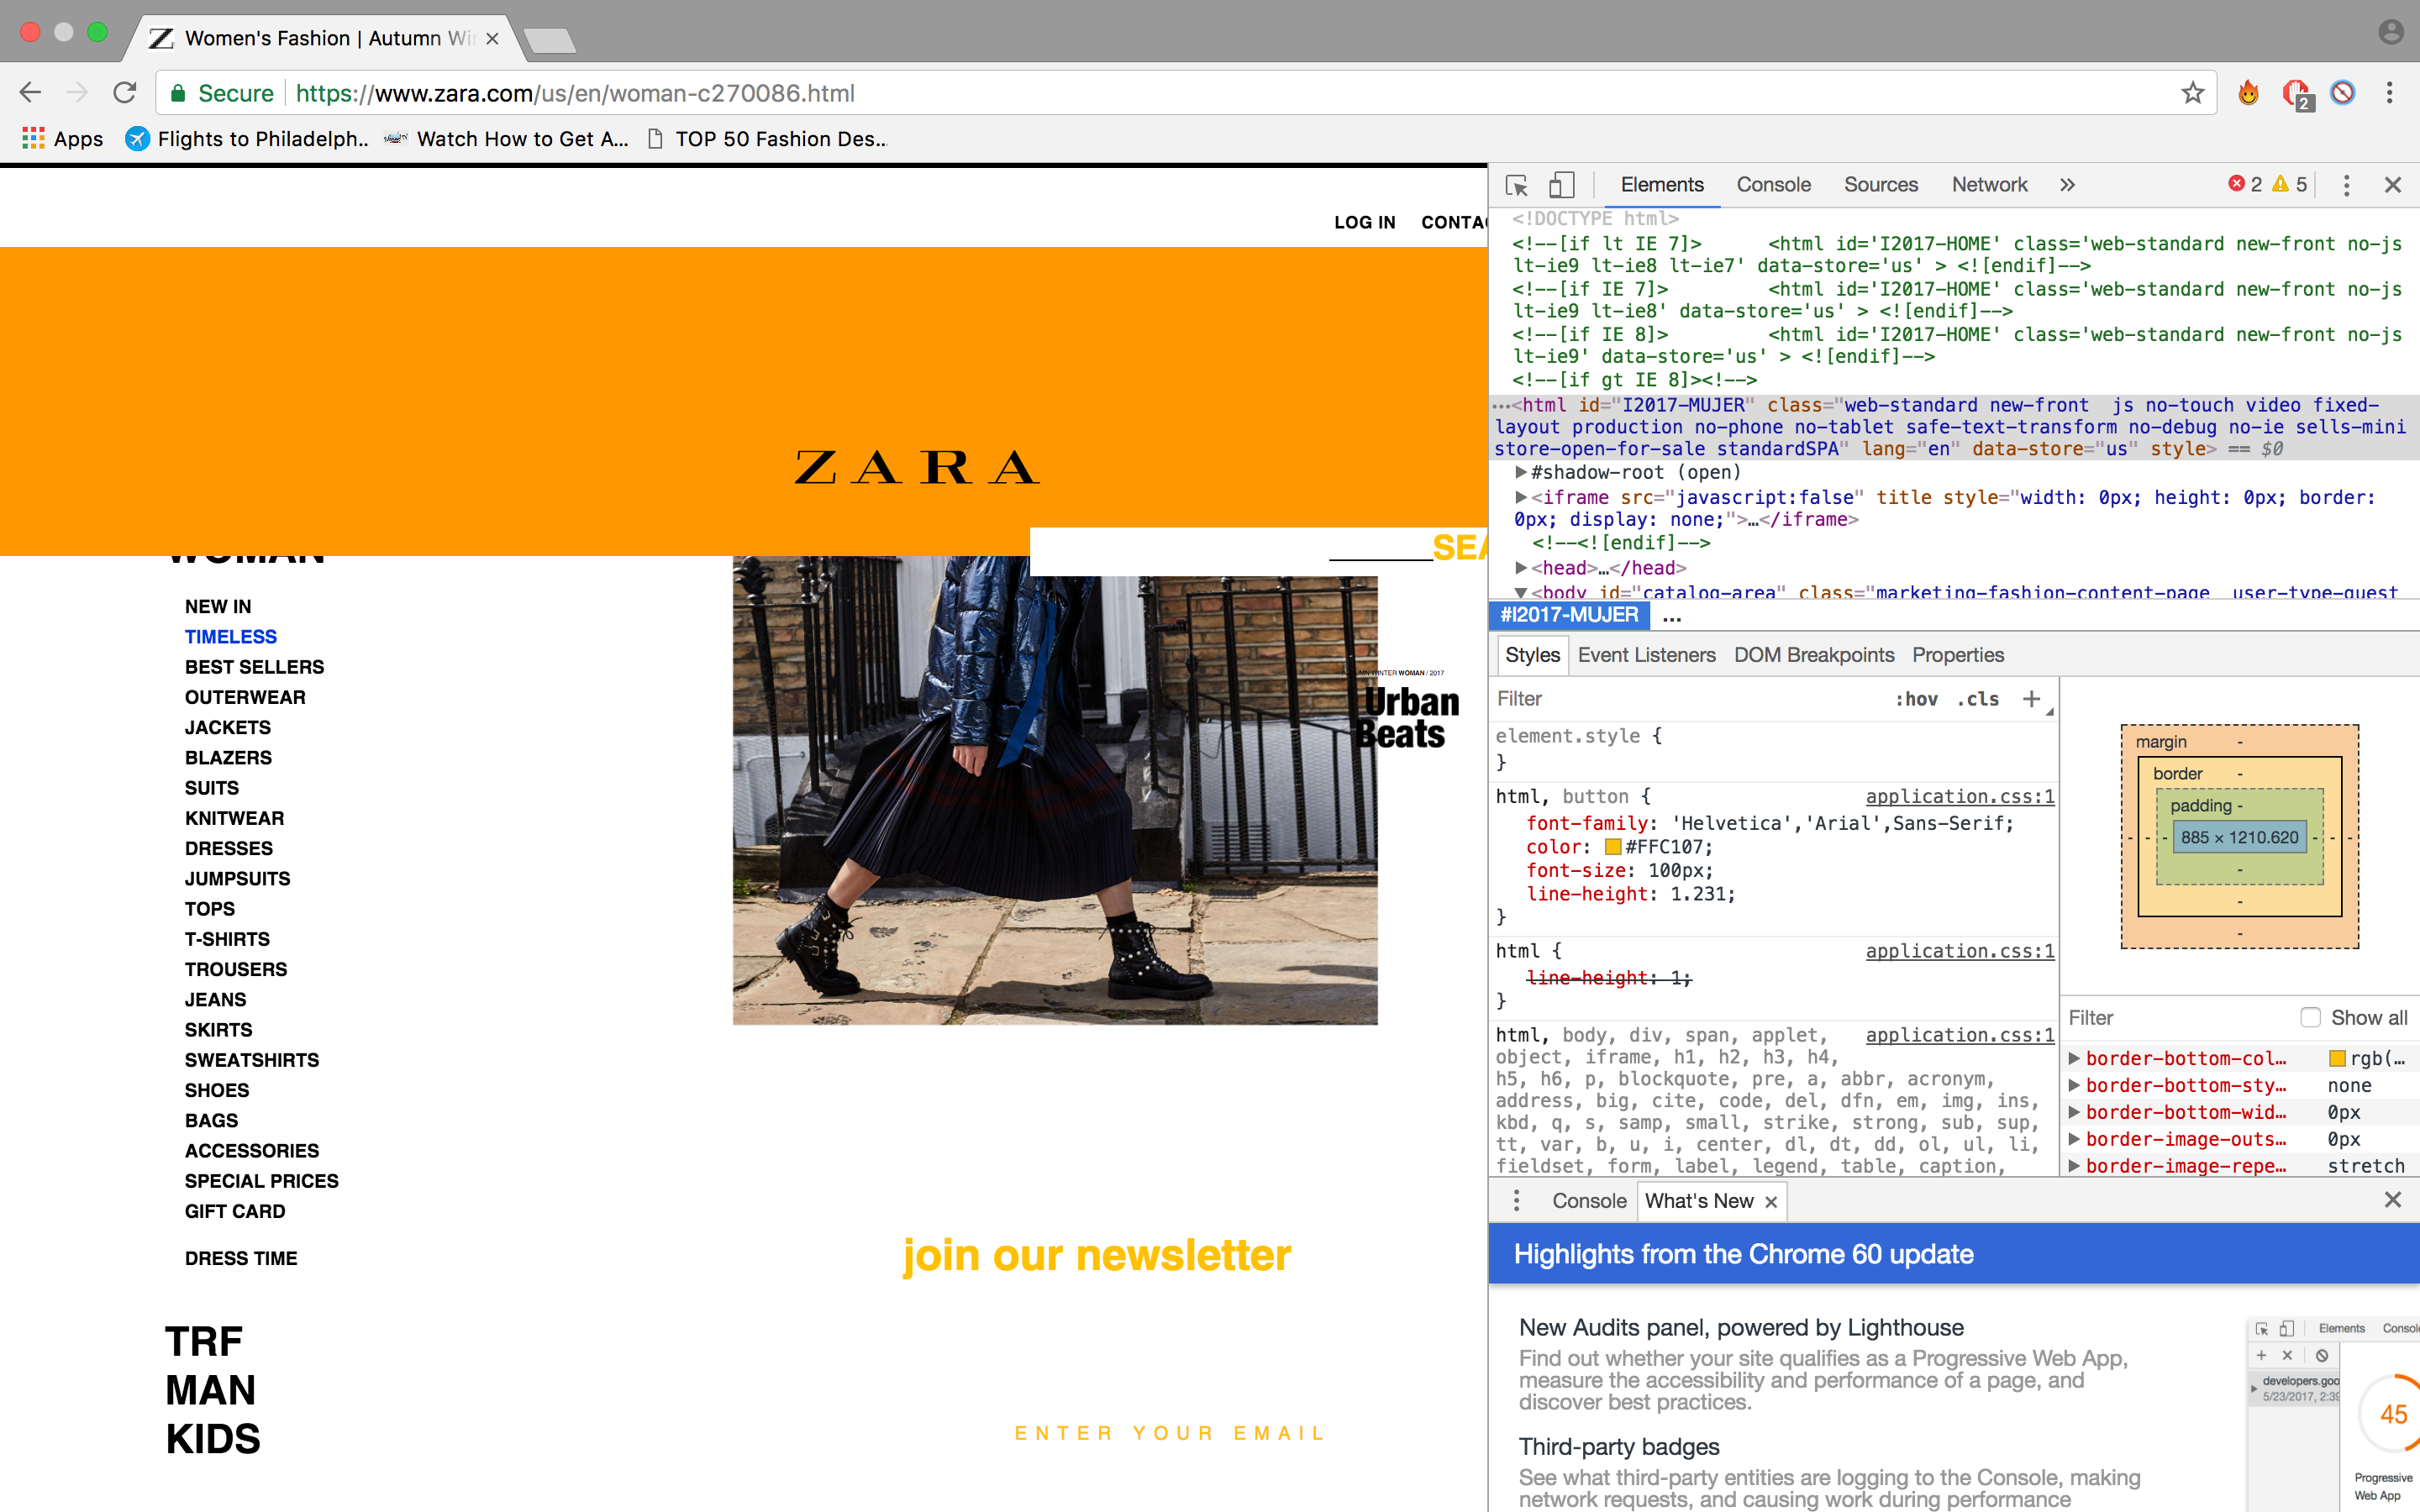 Women's Fashion | Autumn Wi
Secure https://www.zara.com/us/en/woman-c270086.html
2
Apps Flights to Philadelph... Watch How to Get A... TOP 50 Fashion Des...
LOG IN CONTAC
ZARA
SEA
WOMAN
NEW IN
TIMELESS
BEST SELLERS
OUTERWEAR
JACKETS
BLAZERS
SUITS
KNITWEAR
DRESSES
JUMPSUITS
TOPS
T-SHIRTS
TROUSERS
JEANS
SKIRTS
SWEATSHIRTS
SHOES
BAGS
ACCESSORIES
SPECIAL PRICES
GIFT CARD
DRESS TIME
TRF
MAN
KIDS
AUTUMN WINTER WOMAN / 2017
Urban
Beats
join our newsletter
ENTER YOUR EMAIL
Elements Console Sources Network » 2 5
<!DOCTYPE html>
<!--[if lt IE 7]>      <html id='I2017-HOME' class='web-standard new-front no-js
lt-ie9 lt-ie8 lt-ie7' data-store='us' > <![endif]-->
<!--[if IE 7]>         <html id='I2017-HOME' class='web-standard new-front no-js
lt-ie9 lt-ie8' data-store='us' > <![endif]-->
<!--[if IE 8]>         <html id='I2017-HOME' class='web-standard new-front no-js
lt-ie9' data-store='us' > <![endif]-->
<!--[if gt IE 8]><!-->
…<html id="I2017-MUJER" class="web-standard new-front  js no-touch video fixed-
layout production no-phone no-tablet safe-text-transform no-debug no-ie sells-mini
store-open-for-sale standardSPA" lang="en" data-store="us" style> == $0
▶#shadow-root (open)
▶<iframe src="javascript:false" title style="width: 0px; height: 0px; border:
0px; display: none;">…</iframe>
<!--<![endif]-->
▶<head>…</head>
▼<body id="catalog-area" class="marketing-fashion-content-page  user-type-guest
#I2017-MUJER ...
Styles Event Listeners DOM Breakpoints Properties
Filter :hov .cls +
element.style {
}
html, button { application.css:1
font-family: 'Helvetica','Arial',Sans-Serif;
color: #FFC107;
font-size: 100px;
line-height: 1.231;
}
html { application.css:1
line-height: 1;
}
html, body, div, span, applet, application.css:1
object, iframe, h1, h2, h3, h4,
h5, h6, p, blockquote, pre, a, abbr, acronym,
address, big, cite, code, del, dfn, em, img, ins,
kbd, q, s, samp, small, strike, strong, sub, sup,
tt, var, b, u, i, center, dl, dt, dd, ol, ul, li,
fieldset, form, label, legend, table, caption,
margin -
border -
padding -
- - - 885 × 1210.620 - - -
-
-
-
Filter Show all
▶border-bottom-col… rgb(…
▶border-bottom-sty… none
▶border-bottom-wid… 0px
▶border-image-outs… 0px
▶border-image-repe… stretch
Console What's New
Highlights from the Chrome 60 update
New Audits panel, powered by Lighthouse
Find out whether your site qualifies as a Progressive Web App,
measure the accessibility and performance of a page, and
discover best practices.
Third-party badges
See what third-party entities are logging to the Console, making
network requests, and causing work during performance
Elements Consol
developers.goo
5/23/2017, 2:39
45
Progressive
Web App